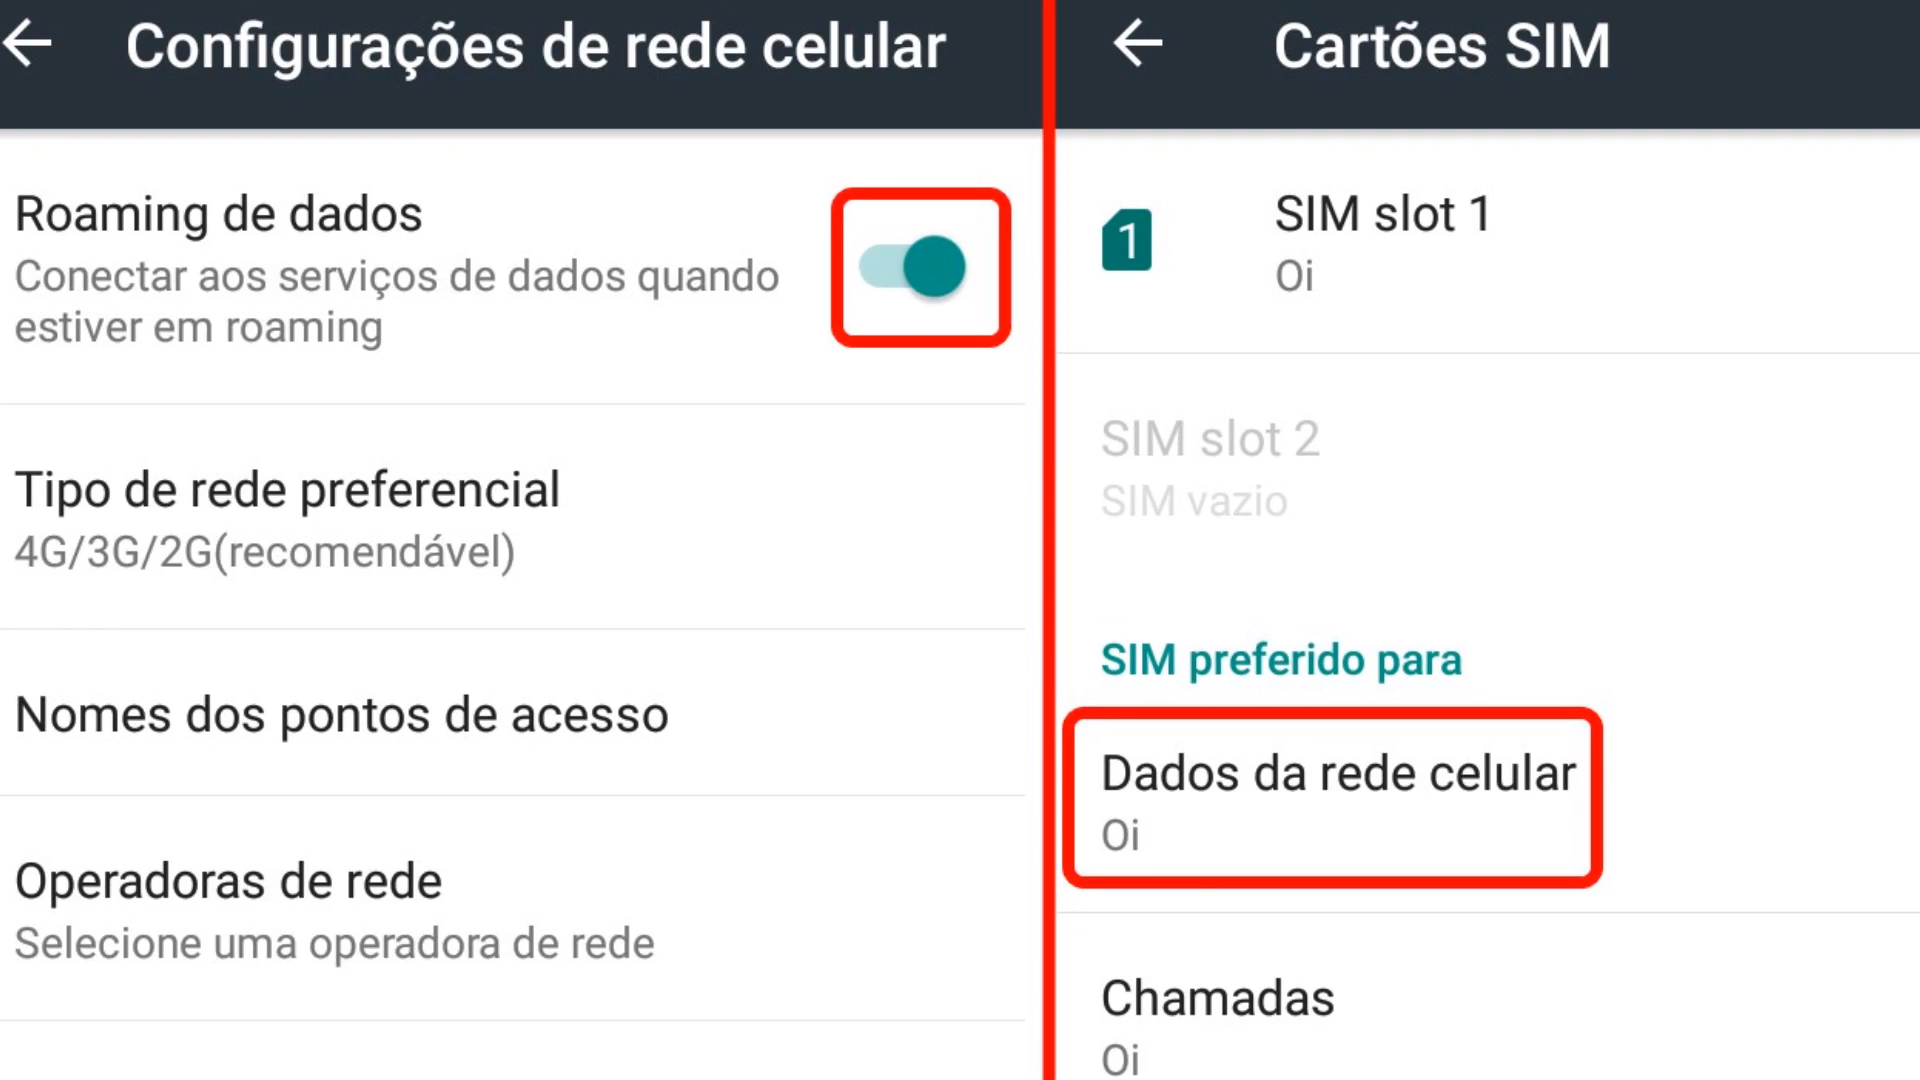 Configurações de rede celular
Roaming de dados
Conectar aos serviços de dados quando
estiver em roaming
Tipo de rede preferencial
4G/3G/2G(recomendável)
Nomes dos pontos de acesso
Operadoras de rede
Selecione uma operadora de rede
Cartões SIM
1
SIM slot 1
Oi
SIM slot 2
SIM vazio
SIM preferido para
Dados da rede celular
Oi
Chamadas
Oi